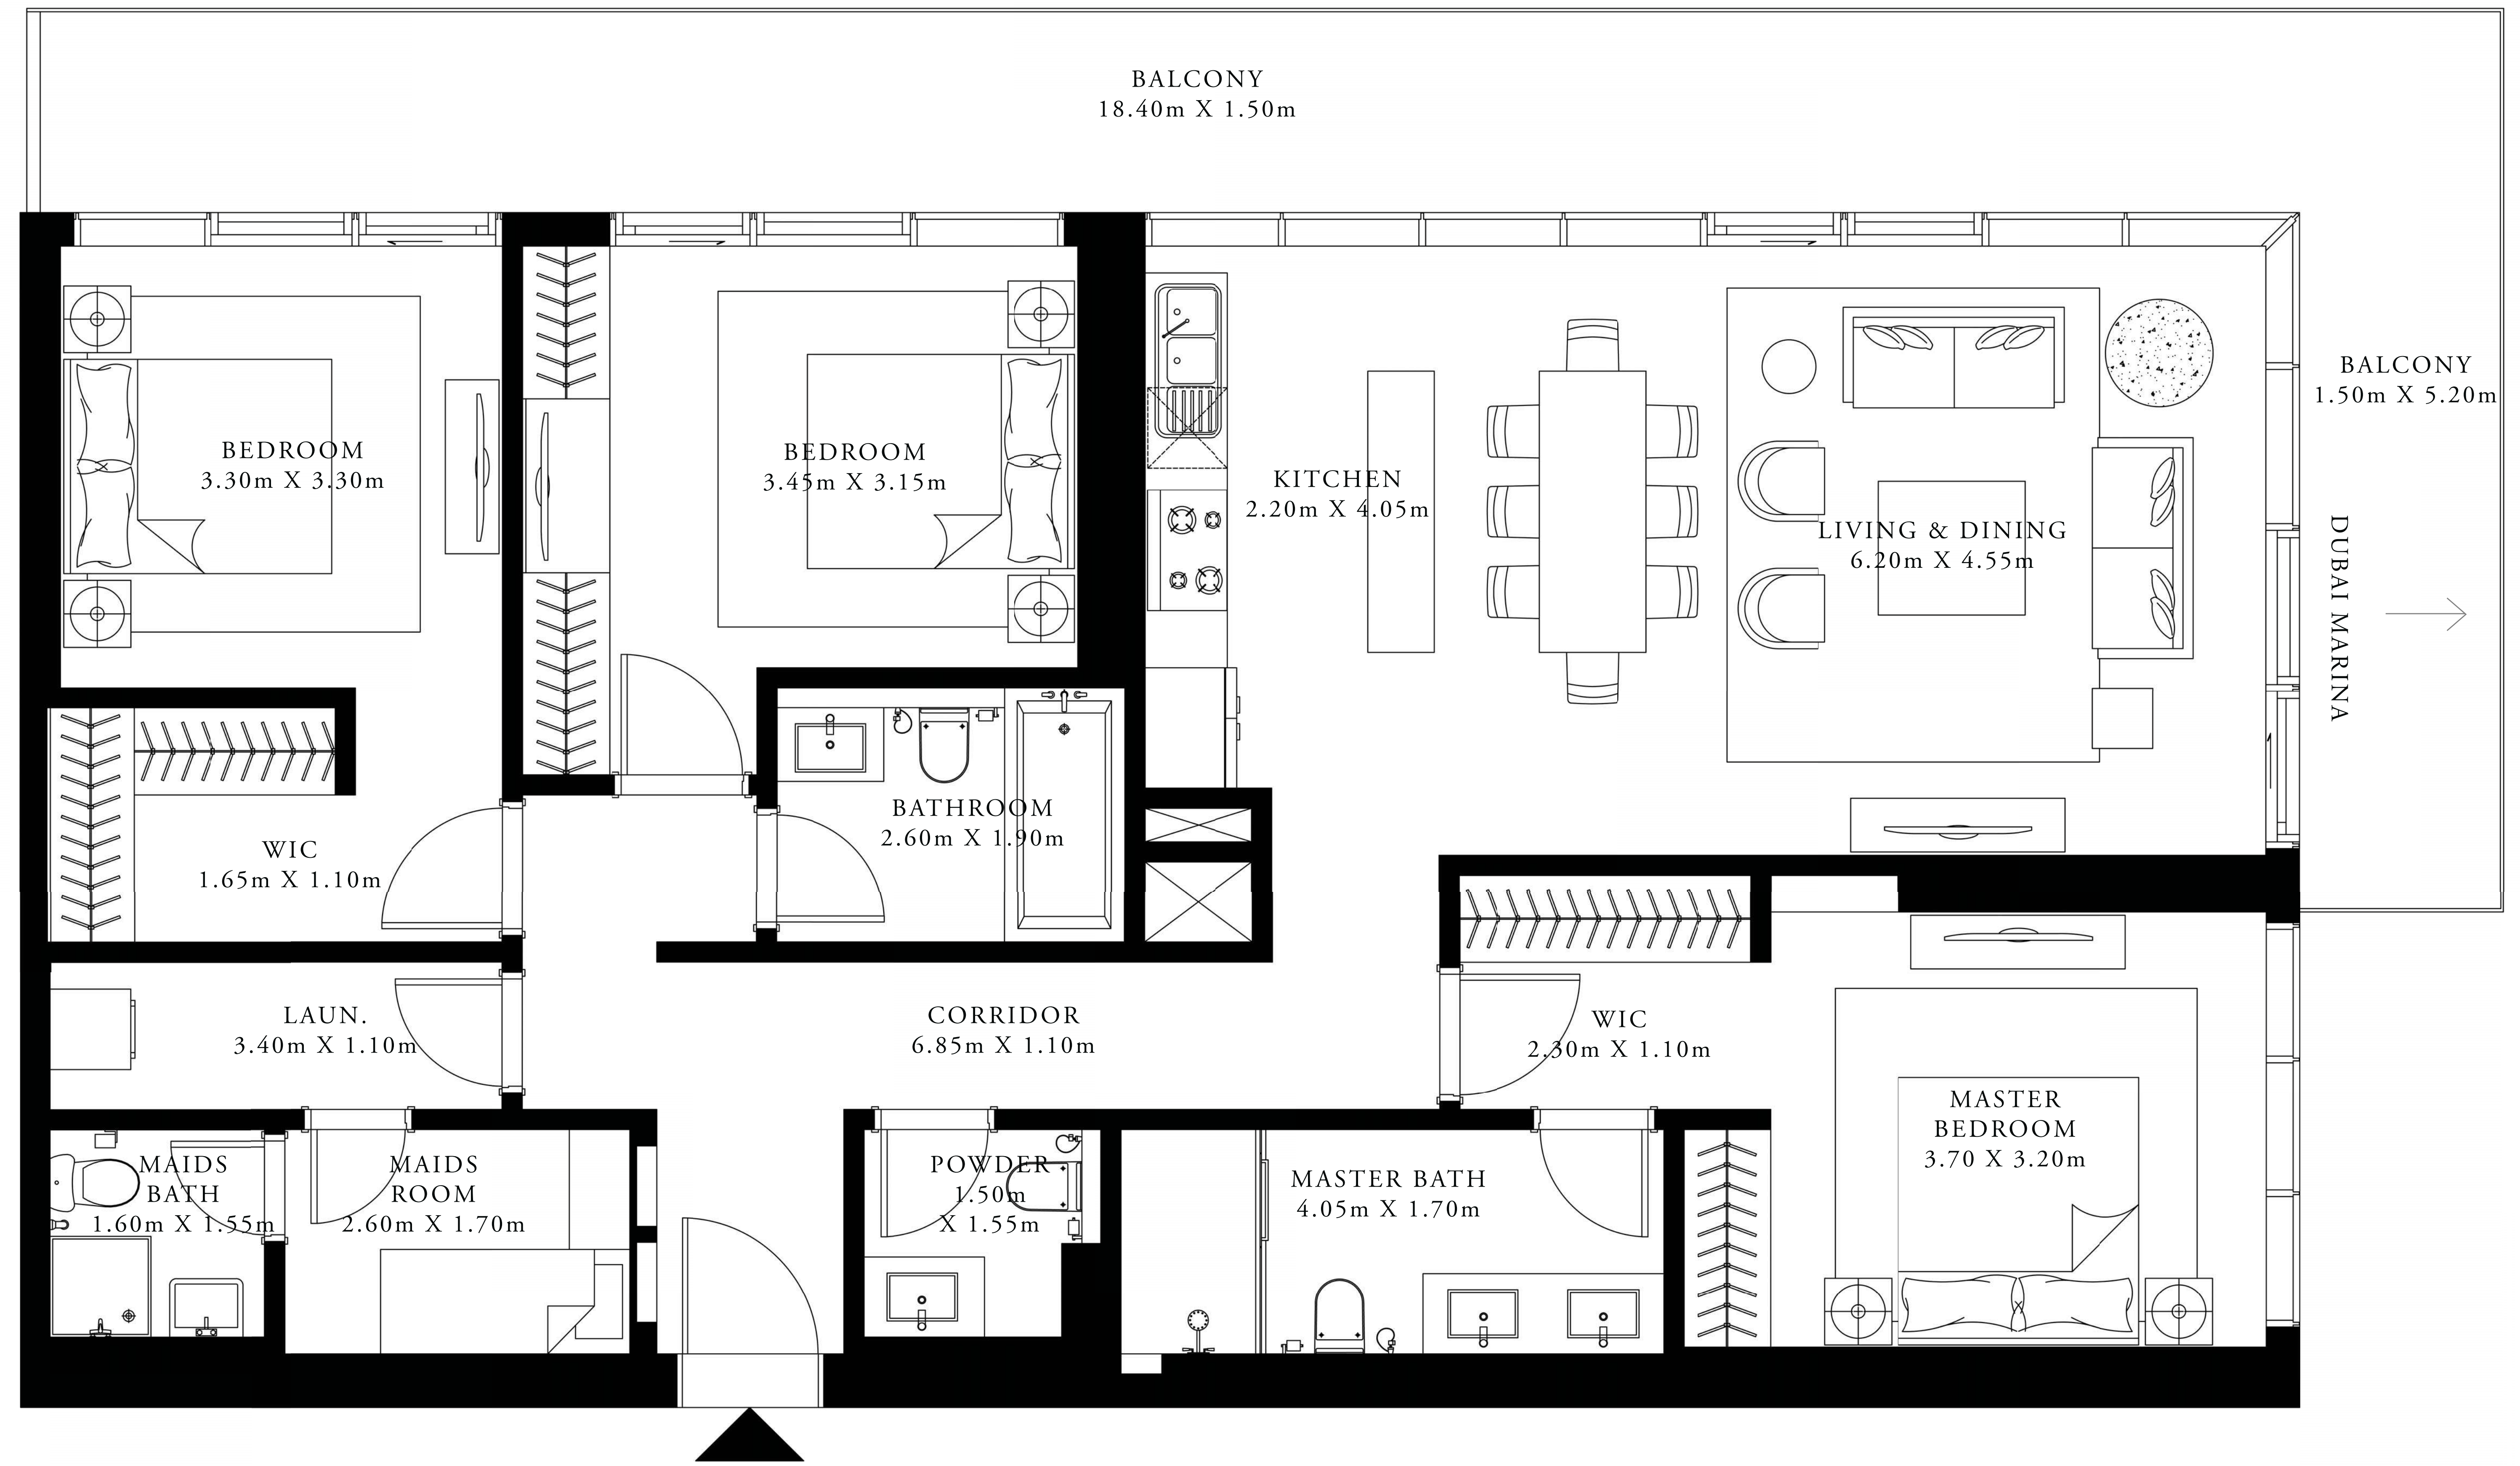 BALCONY
18.40m X 1.50m
BALCONY
1.50m X 5.20m
BEDROOM
3.30m X 3.30m
BEDROOM
3.45m X 3.15m
KITCHEN
2.20m X 4.05m
LIVING & DINING
6.20m X 4.55m
DUBAI MARINA
BATHROOM
2.60m X 1.90m
WIC
1.65m X 1.10m
LAUN.
3.40m X 1.10m
CORRIDOR
6.85m X 1.10m
WIC
2.30m X 1.10m
MASTER
BEDROOM
3.70 X 3.20m
MAIDS
BATH
1.60m X 1.55m
MAIDS
ROOM
2.60m X 1.70m
POWDER
1.50m
X 1.55m
MASTER BATH
4.05m X 1.70m